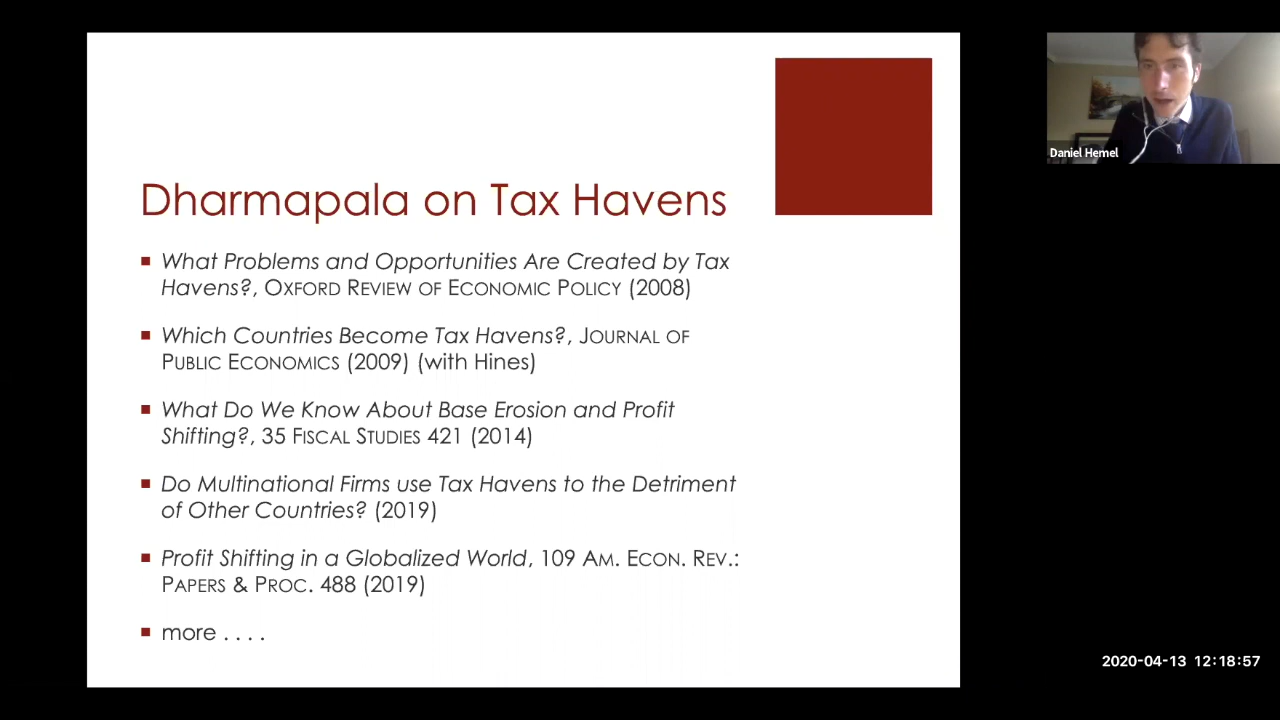 Dharmapala on Tax Havens
What Problems and Opportunities Are Created by Tax
Havens?, OXFORD REVIEW OF ECONOMIC POLICY (2008)
Which Countries Become Tax Havens?, JOURNAL OF
PUBLIC ECONOMICS (2009) (with Hines)
What Do We Know About Base Erosion and Profit
Shifting?, 35 FISCAL STUDIES 421 (2014)
Do Multinational Firms use Tax Havens to the Detriment
of Other Countries? (2019)
Profit Shifting in a Globalized World, 109 AM. ECON. REV.:
PAPERS & PROC. 488 (2019)
more . . . .
Daniel Hemel
2020-04-13 12:18:57